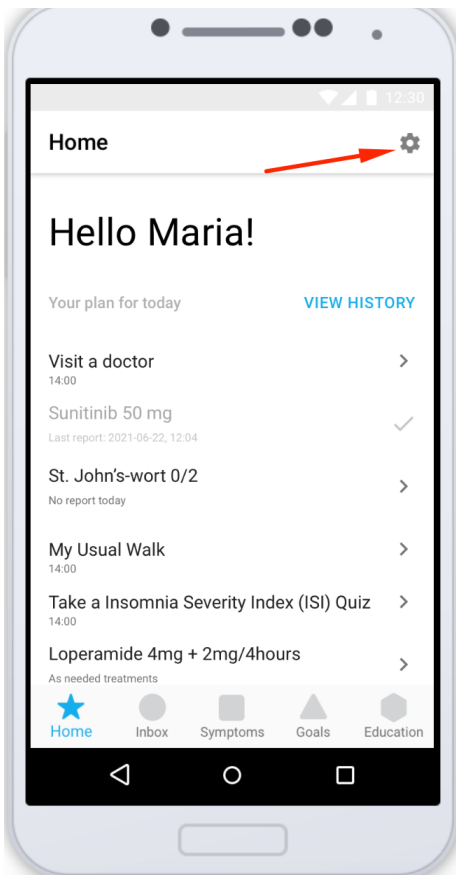 12:30
Home
Hello Maria!
Your plan for today VIEW HISTORY
Visit a doctor
14:00
Sunitinib 50 mg
Last report: 2021-06-22, 12:04
St. John's-wort 0/2
No report today
My Usual Walk
14:00
Take a Insomnia Severity Index (ISI) Quiz
14:00
Loperamide 4mg + 2mg/4hours
As needed treatments
Home Inbox Symptoms Goals Education